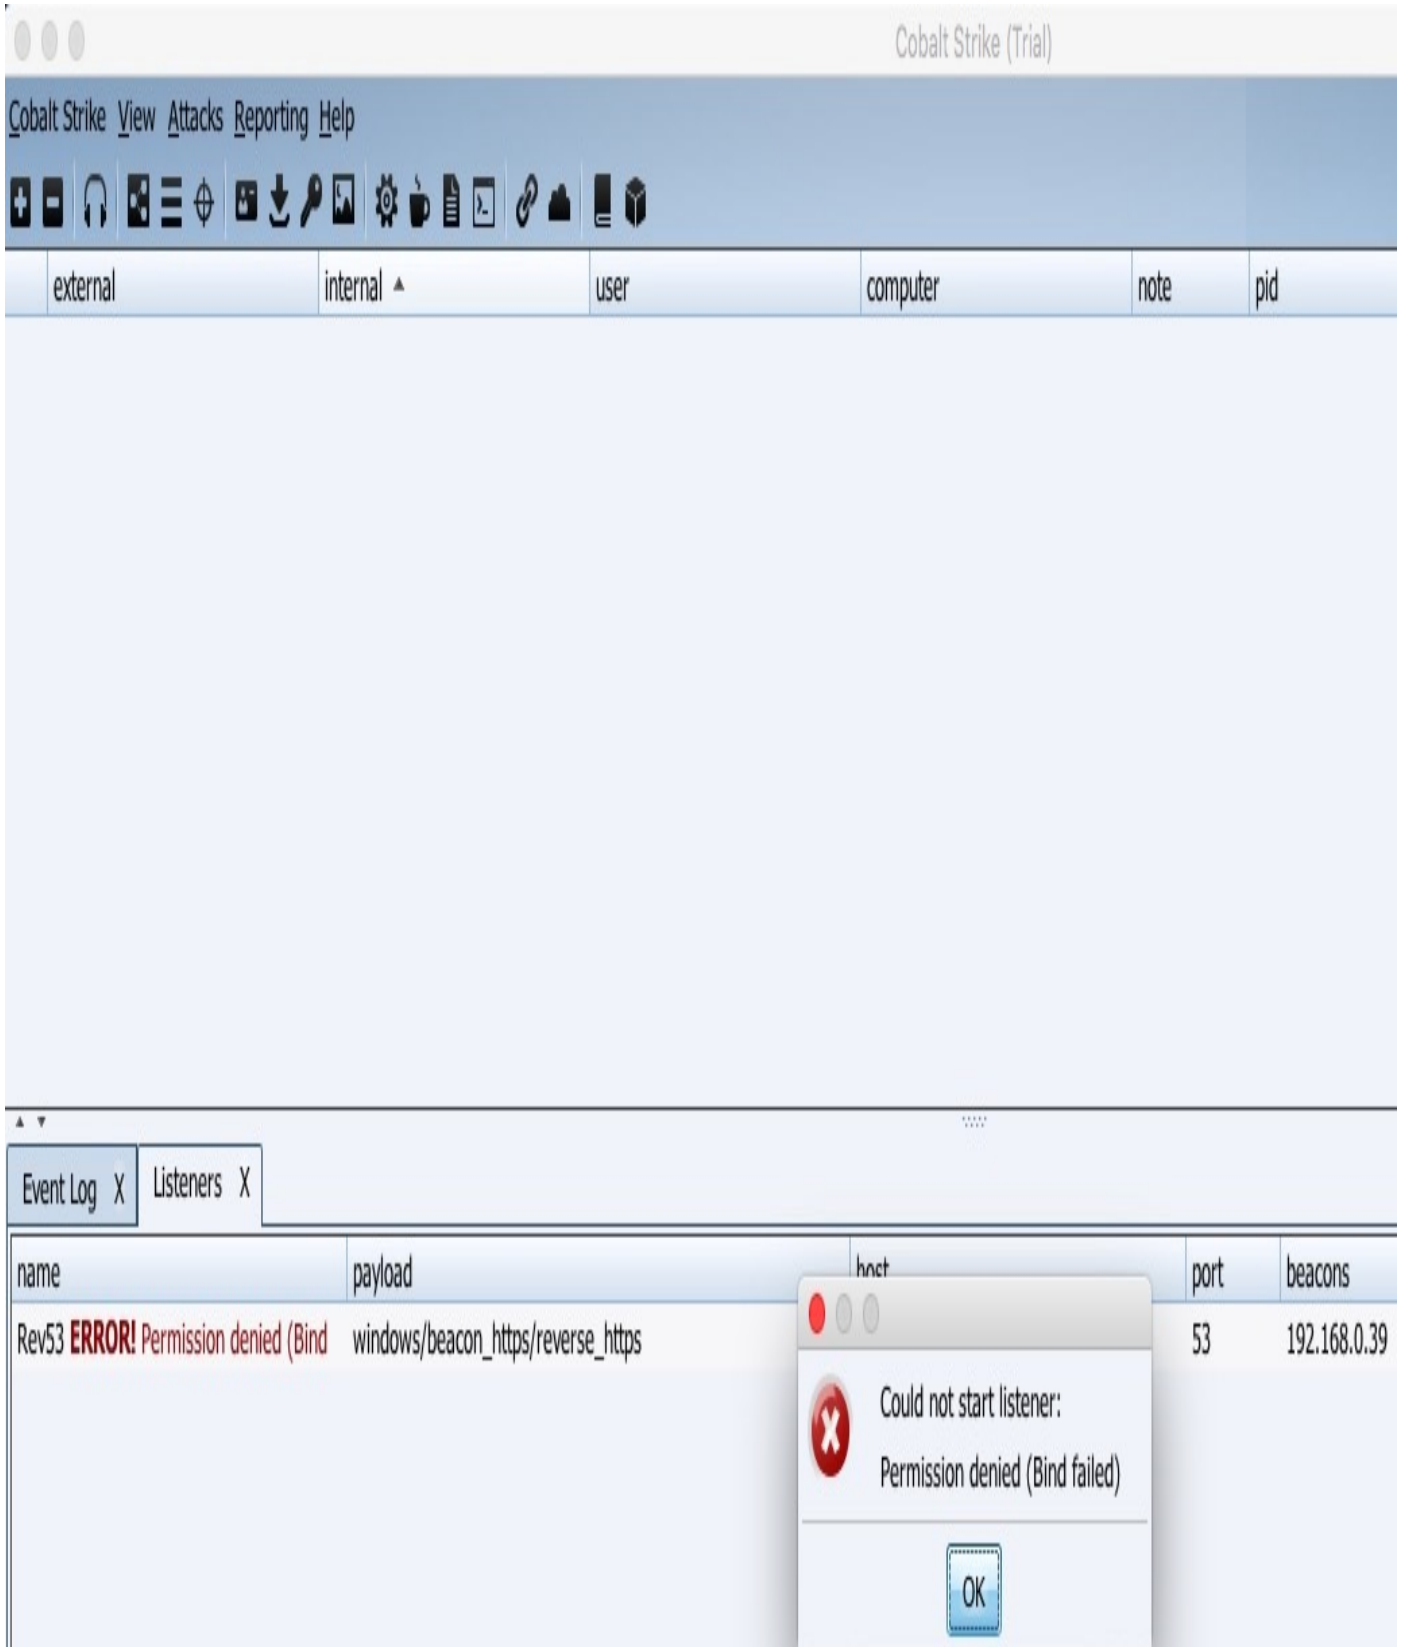 Cobalt Strike (Trial)
Cobalt Strike View Attacks Reporting Help
external internal user computer note pid
Event Log X Listeners X
name payload host port beacons
Rev53 ERROR! Permission denied (Bind windows/beacon_https/reverse_https 53 192.168.0.39
Could not start listener:
Permission denied (Bind failed)
OK